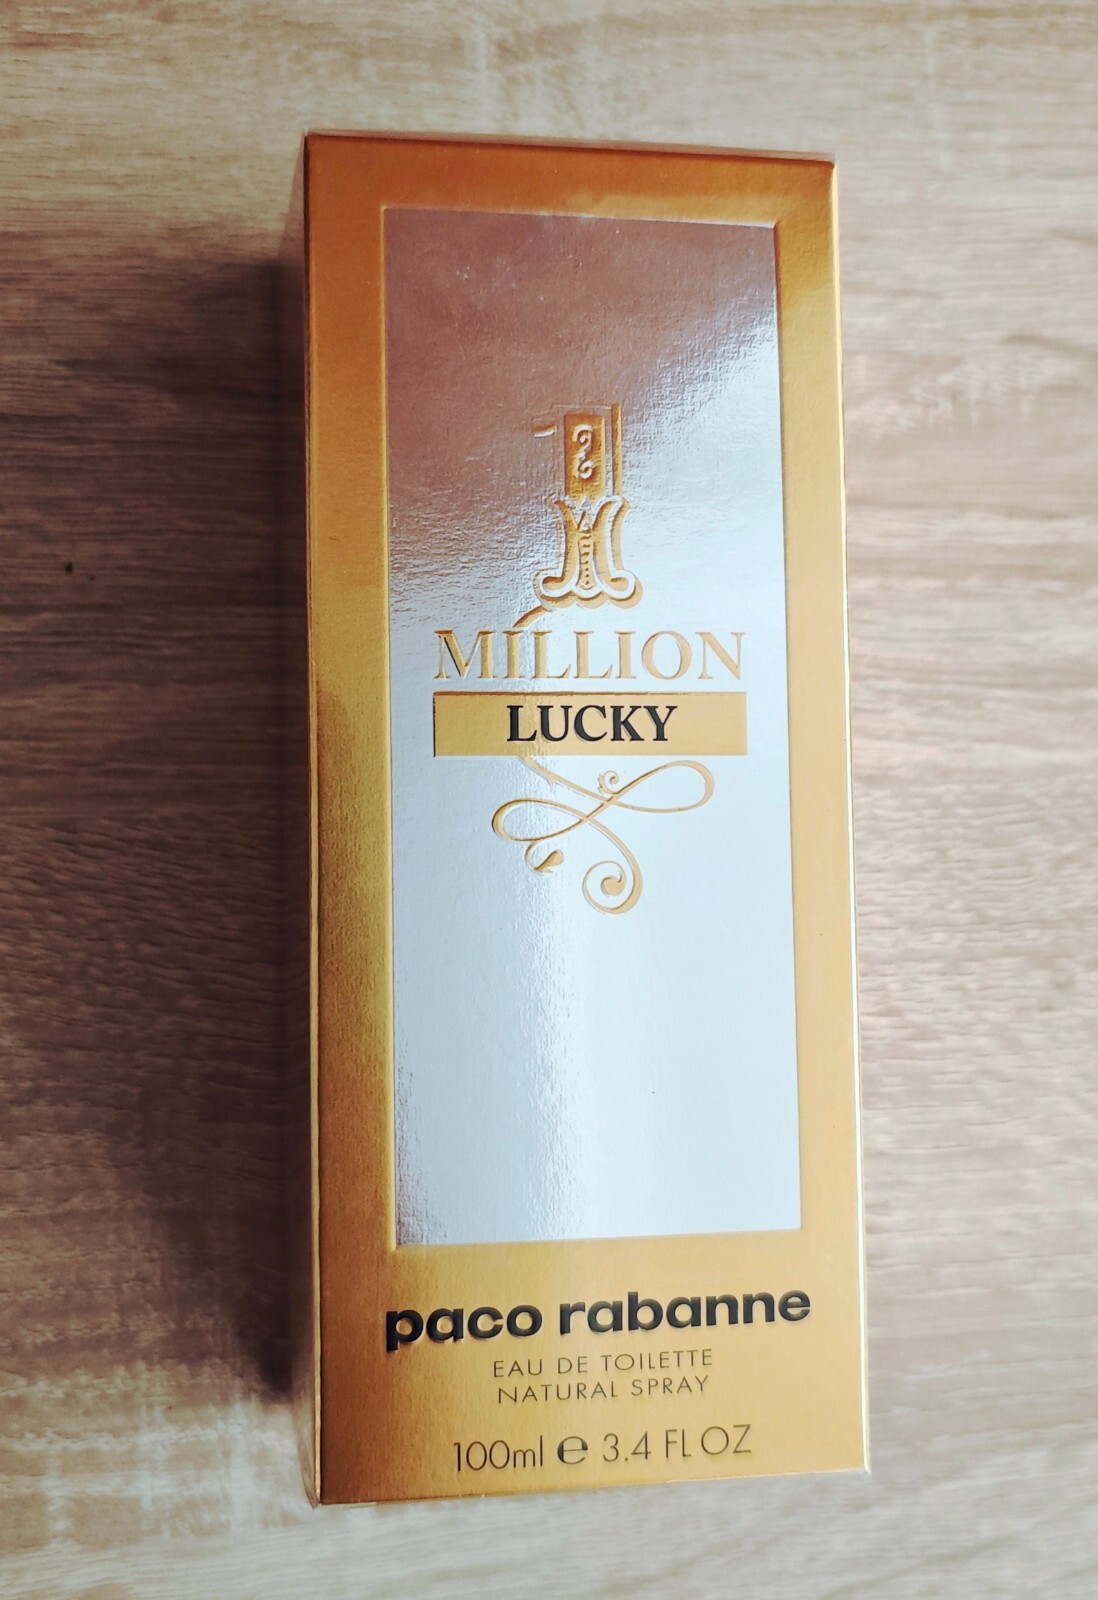 1
MILLION
LUCKY
paco rabanne
EAU DE TOILETTE
NATURAL SPRAY
100ml ℮ 3.4 FL OZ